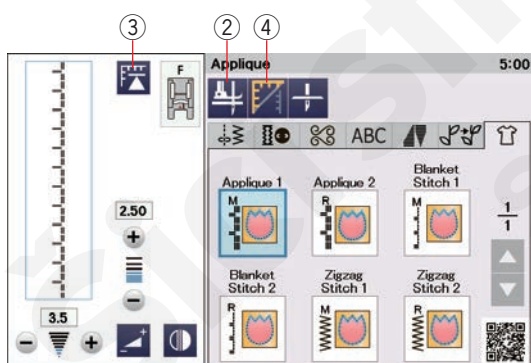 ③ ② ④
F
Applique 5:00
ABC
Applique 1 Applique 2 Blanket Stitch 1
M R M
2.50
1
1
Blanket Stitch 2 Zigzag Stitch 1 Zigzag Stitch 2
R M R
3.5